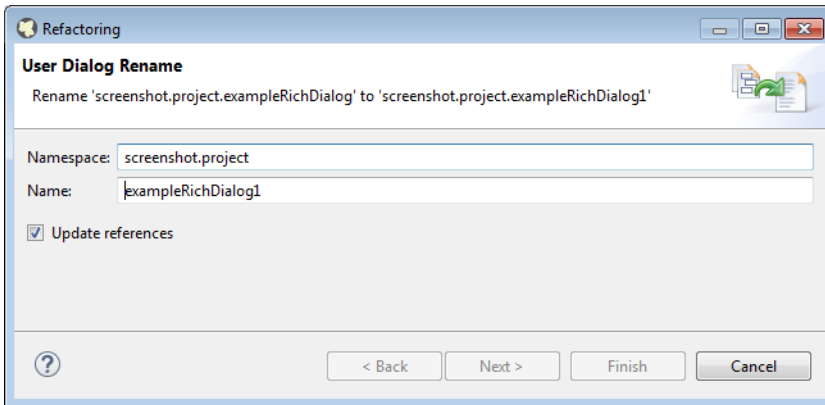 Refactoring
User Dialog Rename
Rename 'screenshot.project.exampleRichDialog' to 'screenshot.project.exampleRichDialog1'
Namespace: screenshot.project
Name: exampleRichDialog1
Update references
? < Back Next > Finish Cancel